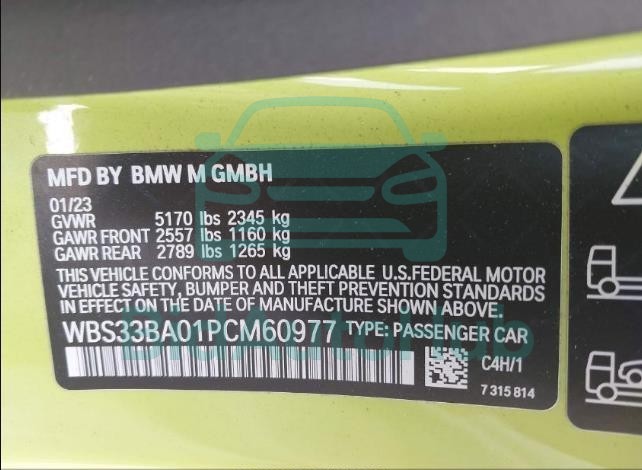 MFD BY BMW M GMBH
01/23
GVWR 5170 lbs 2345 kg
GAWR FRONT 2557 lbs 1160 kg
GAWR REAR 2789 lbs 1265 kg
THIS VEHICLE CONFORMS TO ALL APPLICABLE U.S.FEDERAL MOTOR
VEHICLE SAFETY, BUMPER AND THEFT PREVENTION STANDARDS
IN EFFECT ON THE DATE OF MANUFACTURE SHOWN ABOVE.
WBS33BA01PCM60977 TYPE: PASSENGER CAR
C4H/1
7 315 814